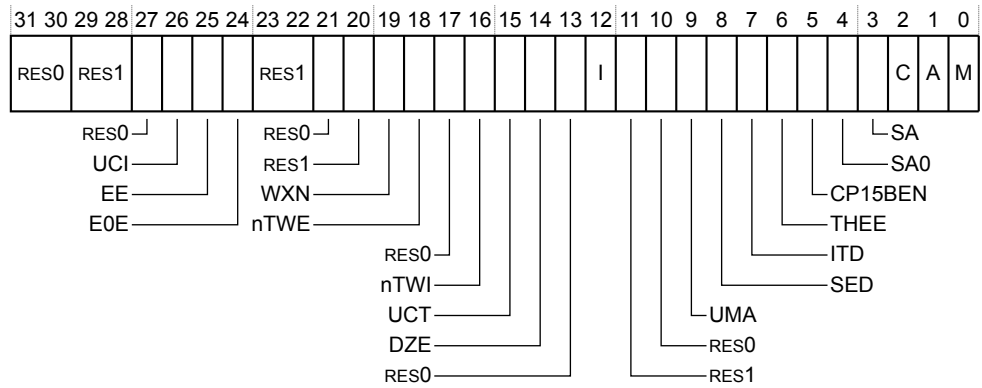 31 30 29 28 27 26 25 24 23 22 21 20 19 18 17 16 15 14 13 12 11 10 9 8 7 6 5 4 3 2 1 0
RES0 RES1 RES1 I C A M
RES0 RES0 SA
UCI RES1 SA0
EE WXN CP15BEN
E0E nTWE THEE
RES0 ITD
nTWI SED
UCT UMA
DZE RES0
RES0 RES1